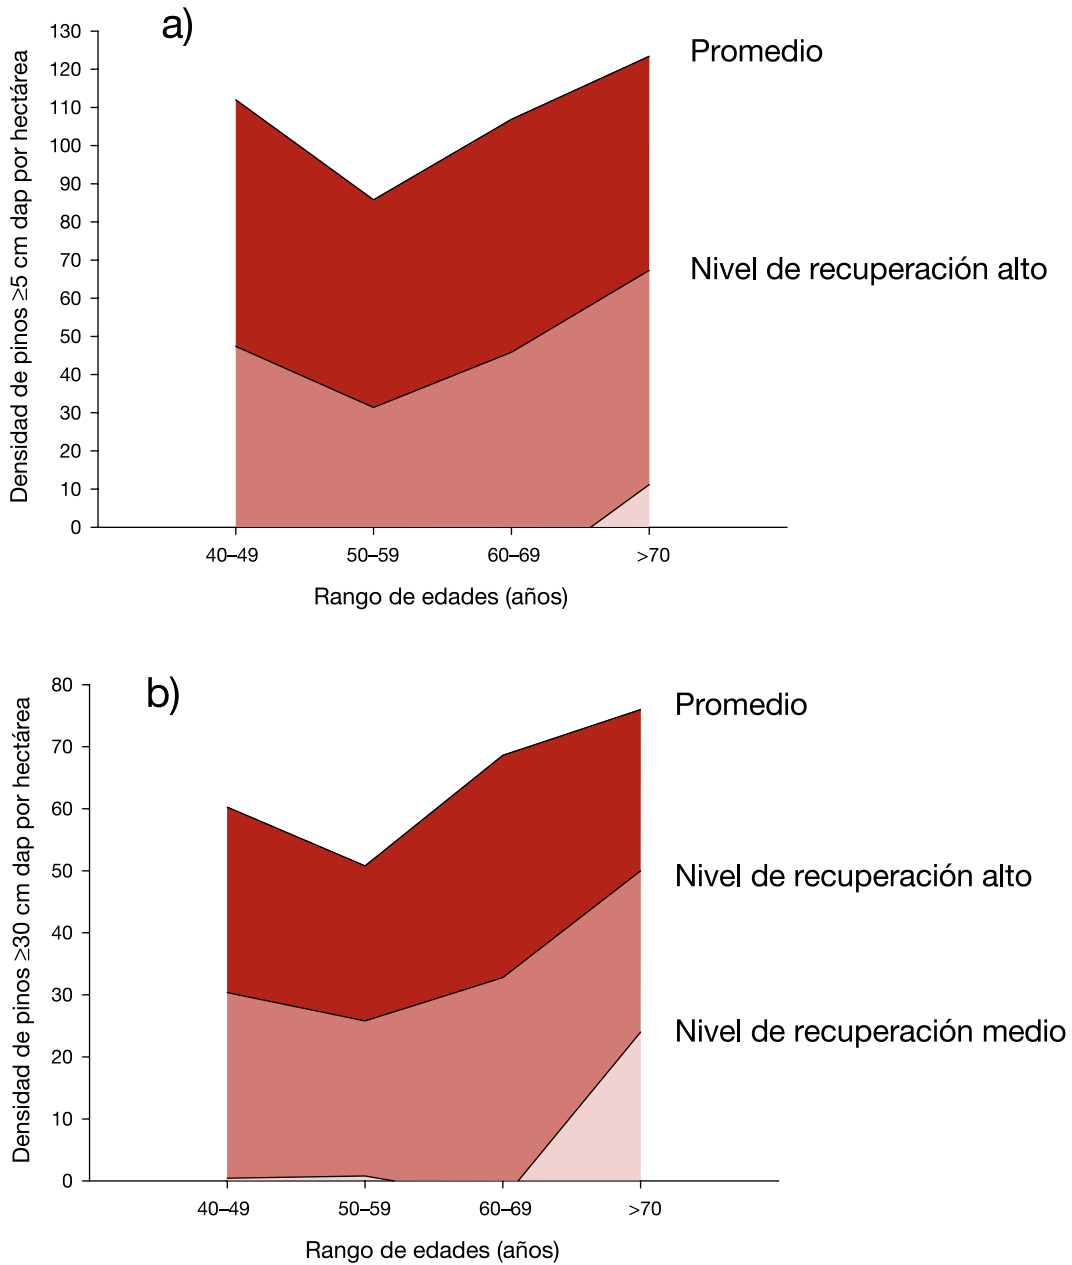 a)
Densidad de pinos ≥5 cm dap por hectárea
130
120
110
100
90
80
70
60
50
40
30
20
10
0
40–49
50–59
60–69
>70
Rango de edades (años)
Promedio
Nivel de recuperación alto
b)
Densidad de pinos ≥30 cm dap por hectárea
80
70
60
50
40
30
20
10
0
40–49
50–59
60–69
>70
Rango de edades (años)
Promedio
Nivel de recuperación alto
Nivel de recuperación medio